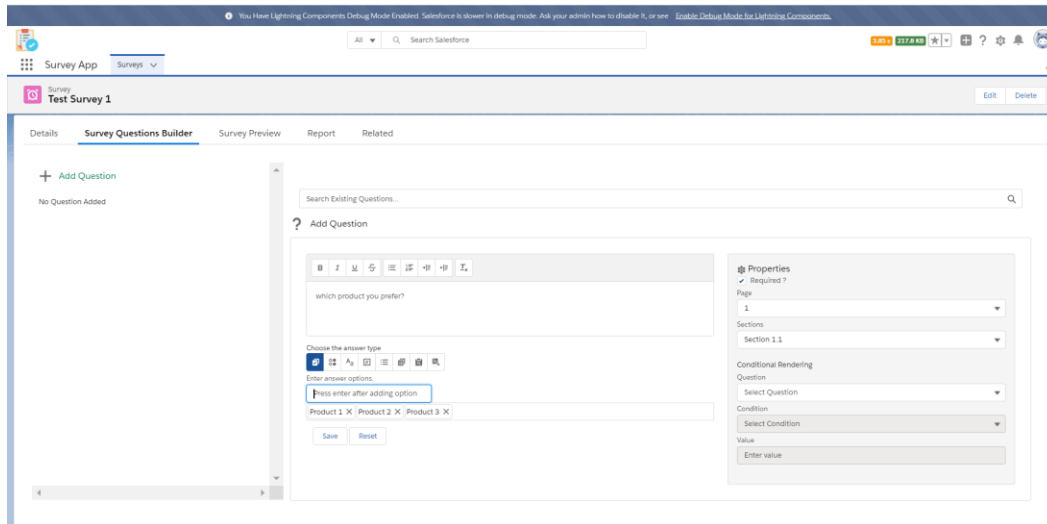 You Have Lightning Components Debug Mode Enabled. Salesforce is slower in debug mode. Ask your admin how to disable it, or see Enable Debug Mode for Lightning Components.
All Search Salesforce
3.85 s 217.8 KB
Survey App Surveys
Survey
Test Survey 1
Edit Delete
Details Survey Questions Builder Survey Preview Report Related
Add Question
No Question Added
Search Existing Questions...
? Add Question
B I U S
which product you prefer?
Choose the answer type
Enter answer options.
Press enter after adding option
Product 1 X Product 2 X Product 3 X
Save Reset
Properties
Required ?
Page
1
Sections
Section 1.1
Conditional Rendering
Question
Select Question
Condition
Select Condition
Value
Enter value